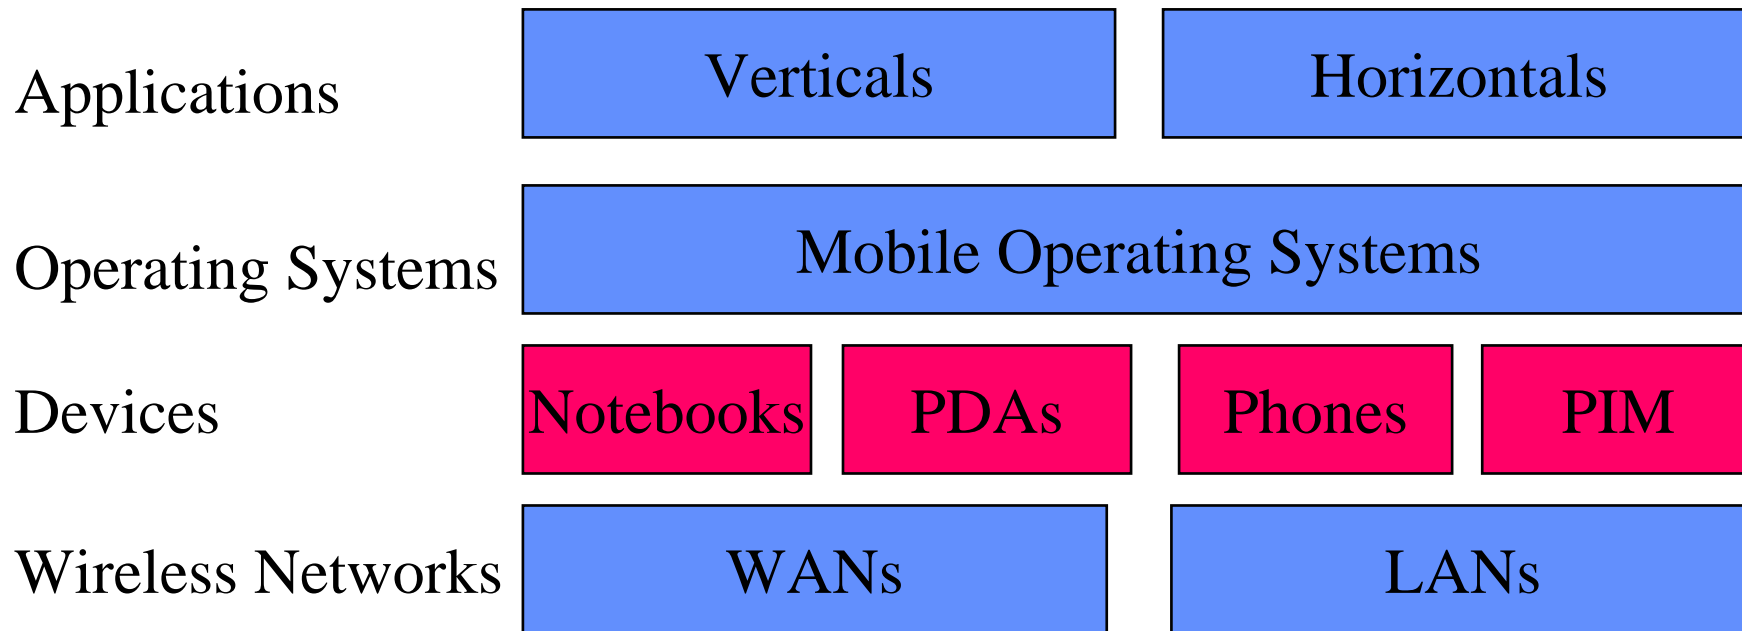 Applications
Verticals
Horizontals
Operating Systems
Mobile Operating Systems
Devices
Notebooks
PDAs
Phones
PIM
Wireless Networks
WANs
LANs